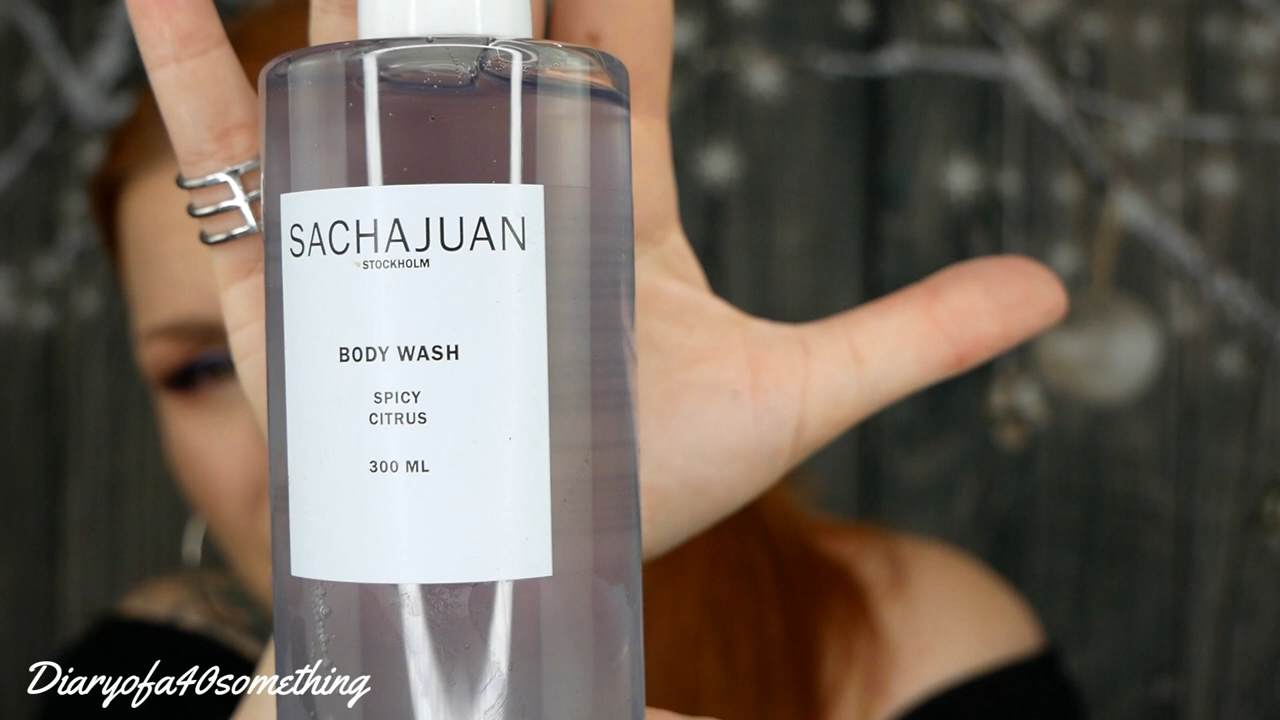 SACHAJUAN
STOCKHOLM
BODY WASH
SPICY
CITRUS
300 ML
Diaryofa40something